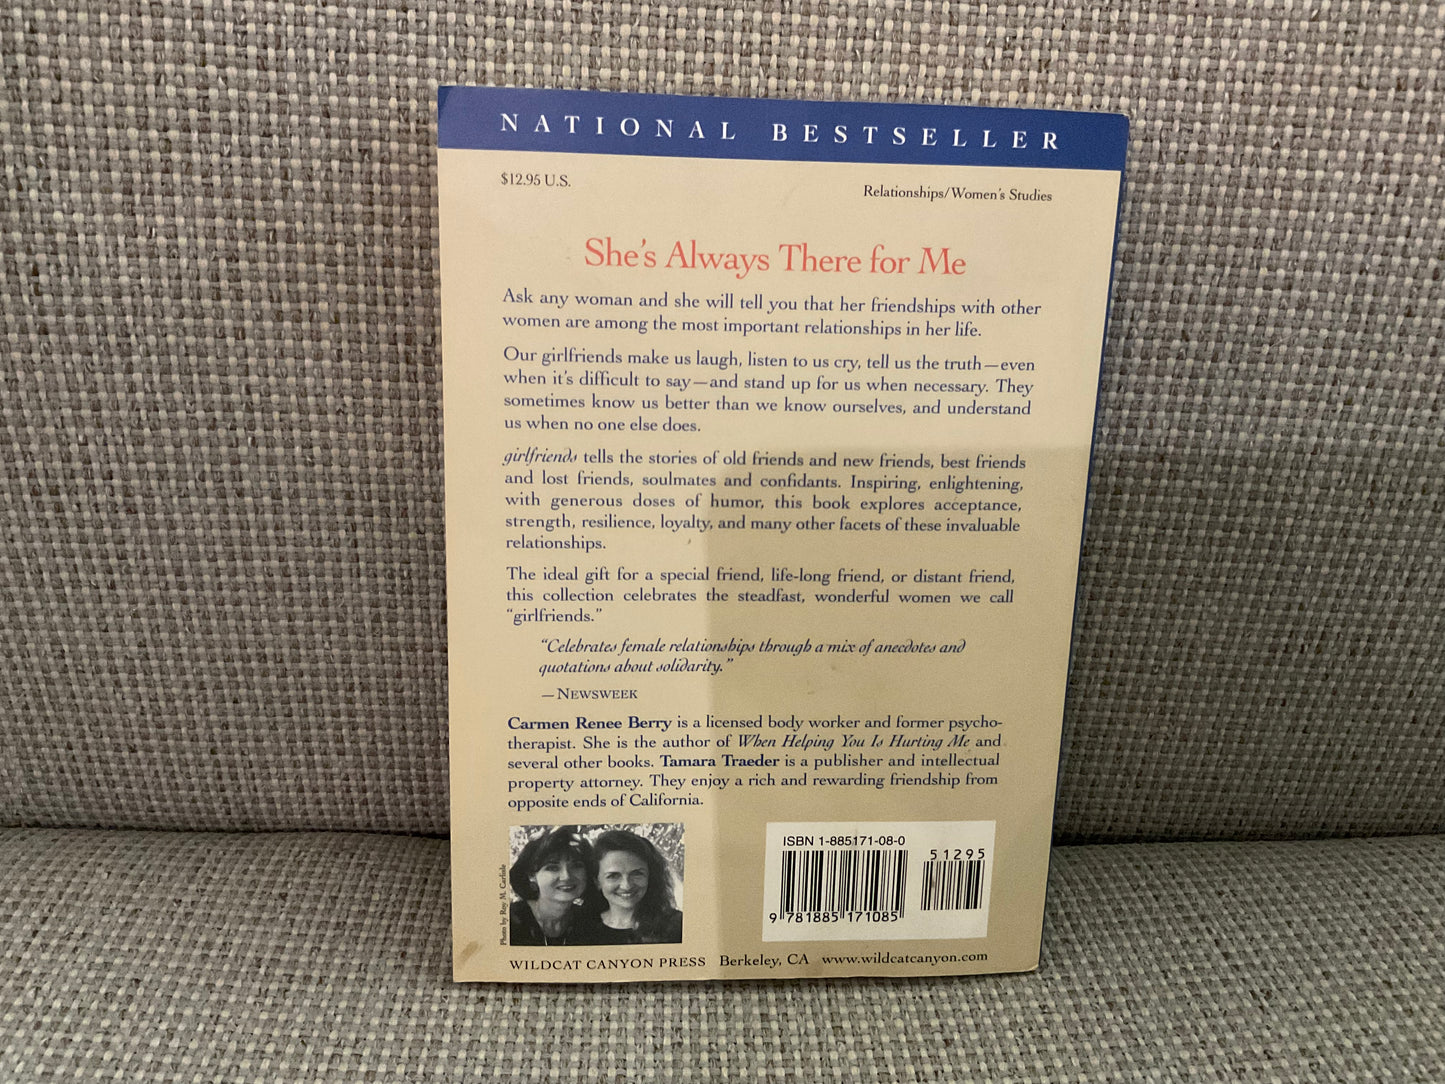 NATIONAL BESTSELLER
$12.95 U.S.
Relationships/Women's Studies
She's Always There for Me
Ask any woman and she will tell you that her friendships with other
women are among the most important relationships in her life.
Our girlfriends make us laugh, listen to us cry, tell us the truth—even
when it's difficult to say—and stand up for us when necessary. They
sometimes know us better than we know ourselves, and understand
us when no one else does.
girlfriends tells the stories of old friends and new friends, best friends
and lost friends, soulmates and confidants. Inspiring, enlightening,
with generous doses of humor, this book explores acceptance,
strength, resilience, loyalty, and many other facets of these invaluable
relationships.
The ideal gift for a special friend, life-long friend, or distant friend,
this collection celebrates the steadfast, wonderful women we call
"girlfriends."
"Celebrates female relationships through a mix of anecdotes and
quotations about solidarity."
—NEWSWEEK
Carmen Renee Berry is a licensed body worker and former psycho-
therapist. She is the author of When Helping You Is Hurting Me and
several other books. Tamara Traeder is a publisher and intellectual
property attorney. They enjoy a rich and rewarding friendship from
opposite ends of California.
Photo by Roy M. Carlisle
ISBN 1-885171-08-0
51295
9 781885 171085
WILDCAT CANYON PRESS Berkeley, CA www.wildcatcanyon.com